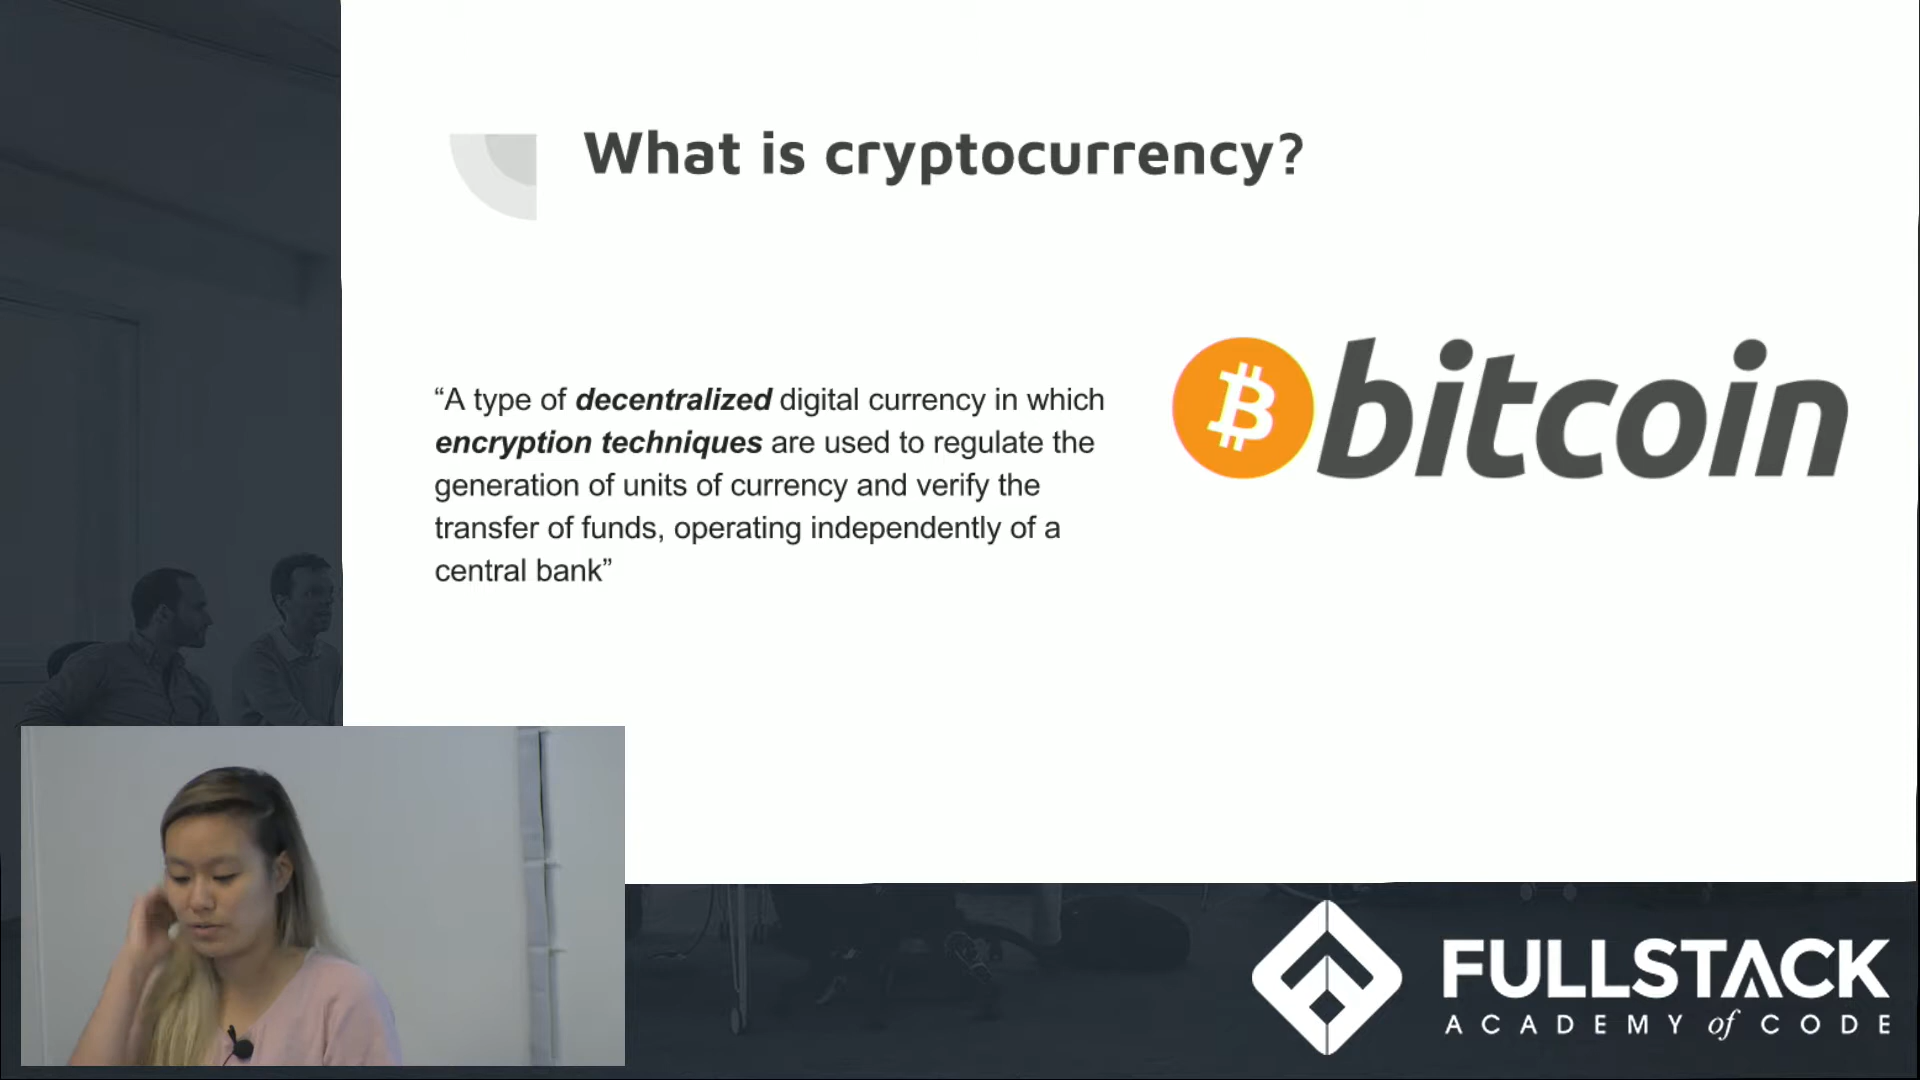 What is cryptocurrency?
“A type of decentralized digital currency in which
encryption techniques are used to regulate the
generation of units of currency and verify the
transfer of funds, operating independently of a
central bank”
bitcoin
FULLSTACK
ACADEMY of CODE